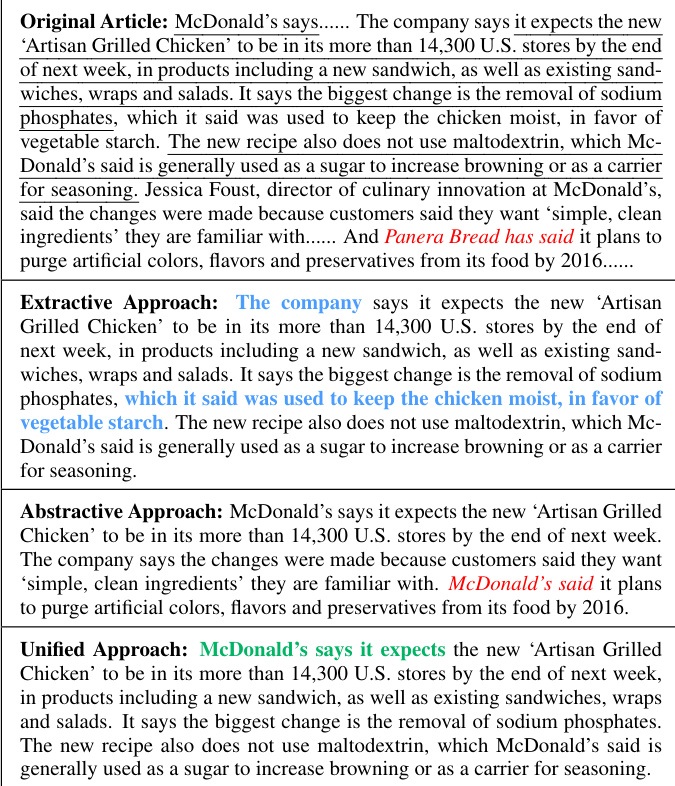 Original Article: McDonald's says...... The company says it expects the new
‘Artisan Grilled Chicken’ to be in its more than 14,300 U.S. stores by the end
of next week, in products including a new sandwich, as well as existing sand-
wiches, wraps and salads. It says the biggest change is the removal of sodium
phosphates, which it said was used to keep the chicken moist, in favor of
vegetable starch. The new recipe also does not use maltodextrin, which Mc-
Donald's said is generally used as a sugar to increase browning or as a carrier
for seasoning. Jessica Foust, director of culinary innovation at McDonald's,
said the changes were made because customers said they want ‘simple, clean
ingredients’ they are familiar with...... And Panera Bread has said it plans to
purge artificial colors, flavors and preservatives from its food by 2016......
Extractive Approach: The company says it expects the new ‘Artisan
Grilled Chicken’ to be in its more than 14,300 U.S. stores by the end of
next week, in products including a new sandwich, as well as existing sand-
wiches, wraps and salads. It says the biggest change is the removal of sodium
phosphates, which it said was used to keep the chicken moist, in favor of
vegetable starch. The new recipe also does not use maltodextrin, which Mc-
Donald's said is generally used as a sugar to increase browning or as a carrier
for seasoning.
Abstractive Approach: McDonald's says it expects the new ‘Artisan Grilled
Chicken’ to be in its more than 14,300 U.S. stores by the end of next week.
The company says the changes were made because customers said they want
‘simple, clean ingredients’ they are familiar with. McDonald's said it plans
to purge artificial colors, flavors and preservatives from its food by 2016.
Unified Approach: McDonald's says it expects the new ‘Artisan Grilled
Chicken’ to be in its more than 14,300 U.S. stores by the end of next week,
in products including a new sandwich, as well as existing sandwiches, wraps
and salads. It says the biggest change is the removal of sodium phosphates.
The new recipe also does not use maltodextrin, which McDonald's said is
generally used as a sugar to increase browning or as a carrier for seasoning.